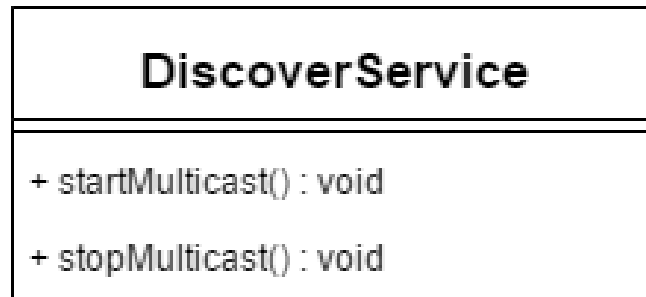 DiscoverService
+ startMulticast() : void
+ stopMulticast() : void